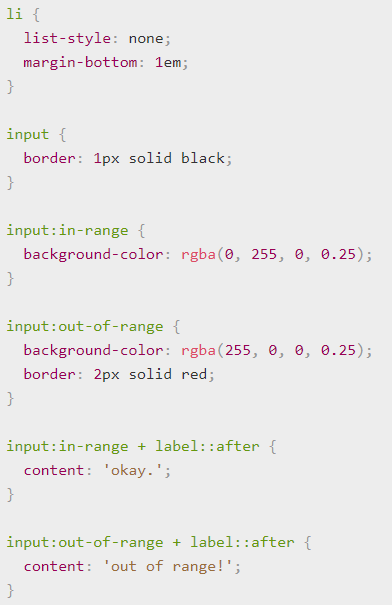 li {
  list-style: none;
  margin-bottom: 1em;
}

input {
  border: 1px solid black;
}

input:in-range {
  background-color: rgba(0, 255, 0, 0.25);
}

input:out-of-range {
  background-color: rgba(255, 0, 0, 0.25);
  border: 2px solid red;
}

input:in-range + label::after {
  content: 'okay.';
}

input:out-of-range + label::after {
  content: 'out of range!';
}